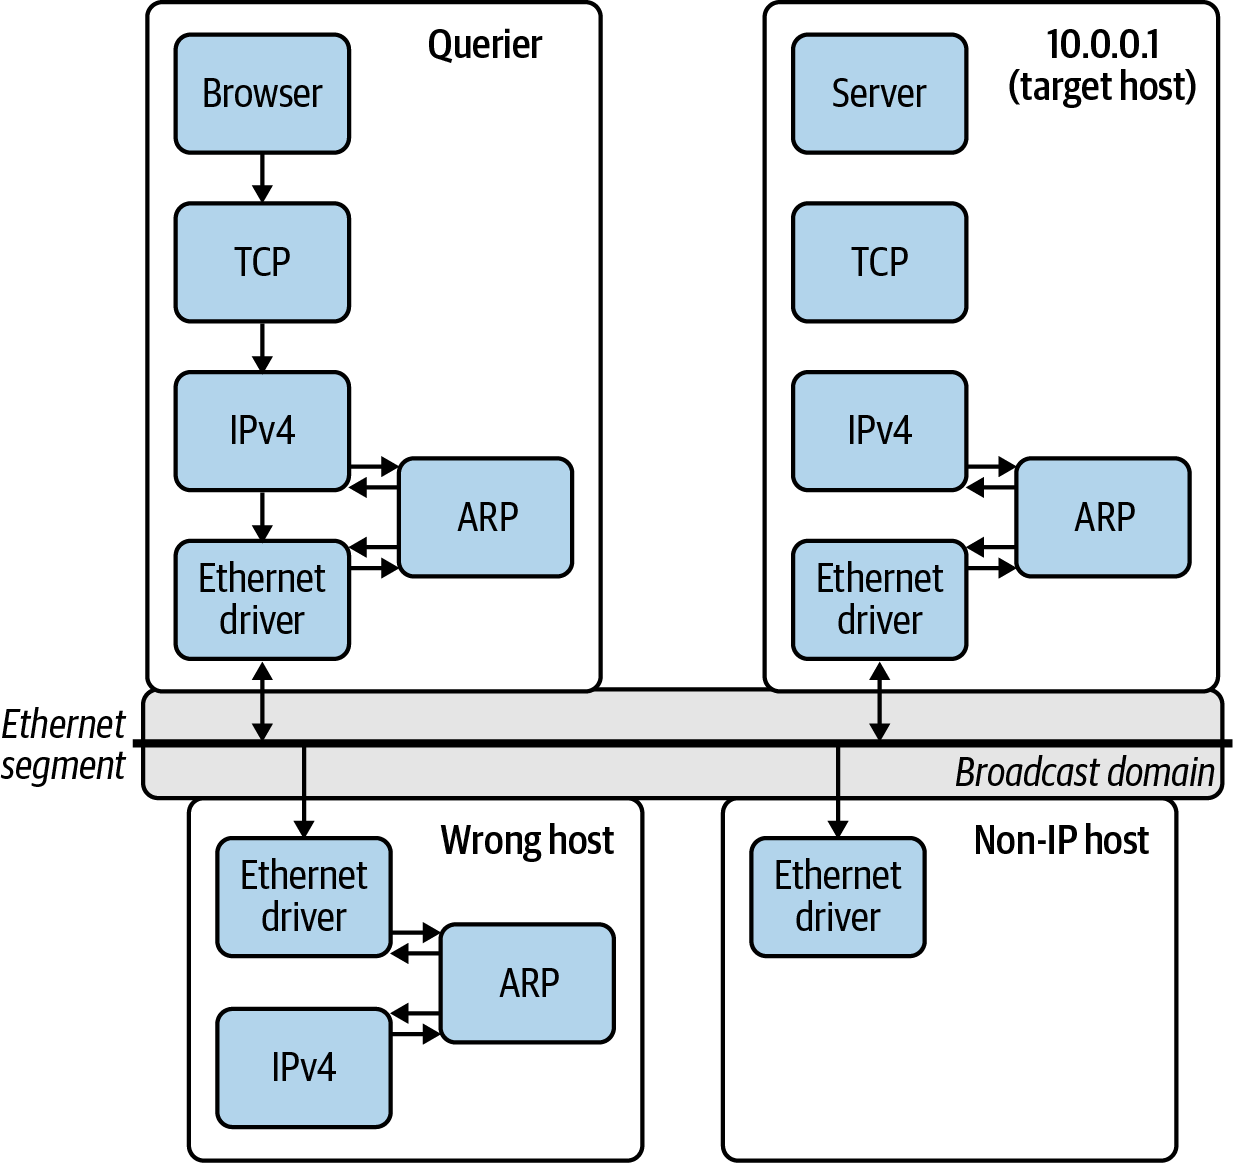 Querier
Browser
TCP
IPv4
ARP
Ethernet
driver
10.0.0.1
(target host)
Server
TCP
IPv4
ARP
Ethernet
driver
Ethernet
segment
Broadcast domain
Wrong host
Ethernet
driver
ARP
IPv4
Non-IP host
Ethernet
driver